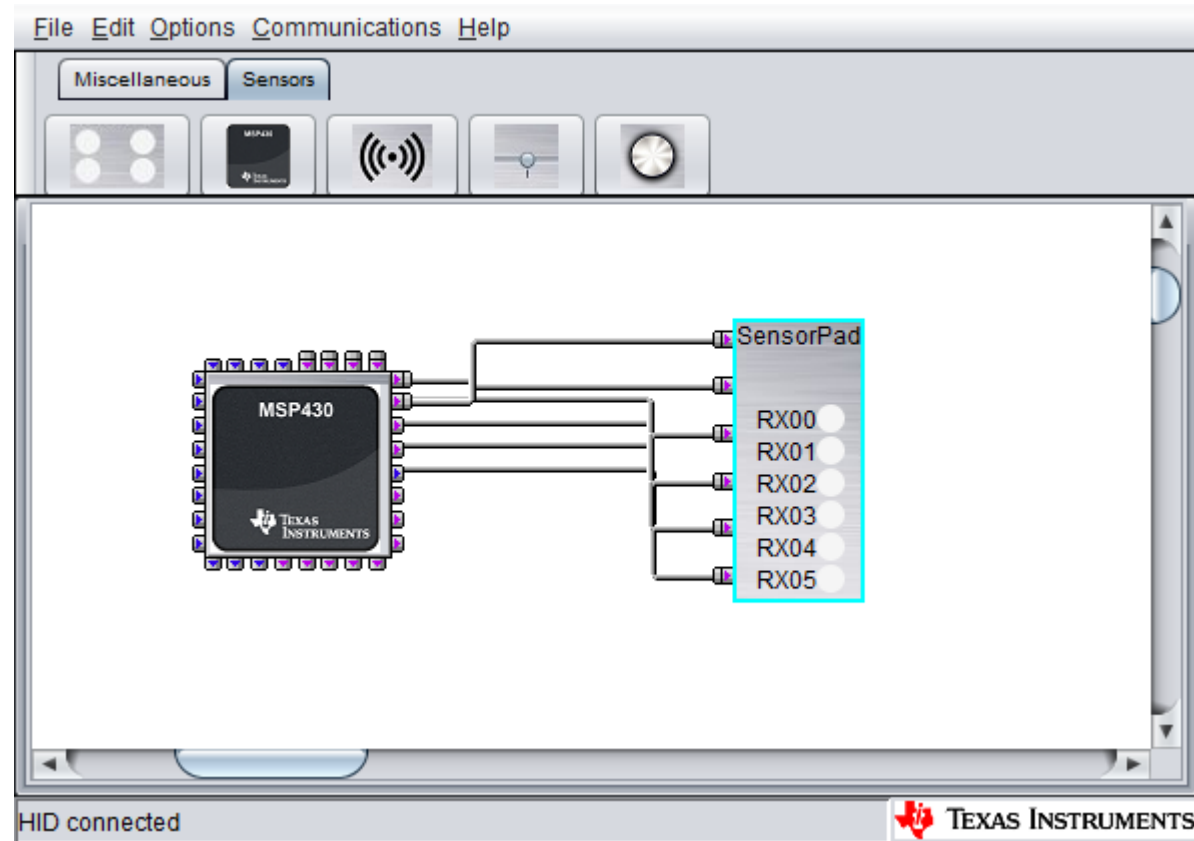 File Edit Options Communications Help
Miscellaneous Sensors
MSP430
SensorPad
MSP430
RX00
RX01
RX02
RX03
TEXAS
INSTRUMENTS
RX04
RX05
HID connected
TEXAS INSTRUMENTS